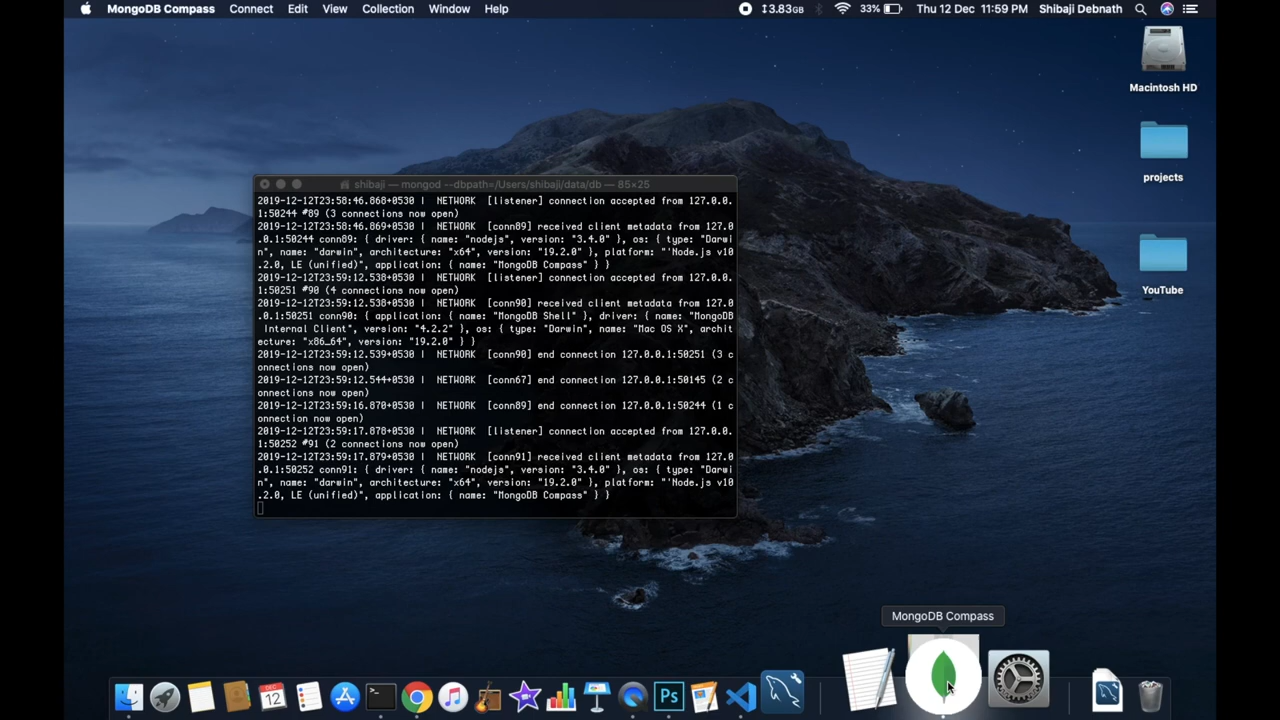 MongoDB Compass Connect Edit View Collection Window Help 3.83GB 33% Thu 12 Dec 11:59 PM Shibaji Debnath
Macintosh HD
projects
YouTube
shibaji — mongod --dbpath=/Users/shibaji/data/db — 85×25
2019-12-12T23:58:46.868+0530 I  NETWORK  [listener] connection accepted from 127.0.0.
1:50244 #89 (3 connections now open)
2019-12-12T23:58:46.869+0530 I  NETWORK  [conn89] received client metadata from 127.0
.0.1:50244 conn89: { driver: { name: "nodejs", version: "3.4.0" }, os: { type: "Darwi
n", name: "darwin", architecture: "x64", version: "19.2.0" }, platform: "'Node.js v10
.2.0, LE (unified)", application: { name: "MongoDB Compass" } }
2019-12-12T23:59:12.538+0530 I  NETWORK  [listener] connection accepted from 127.0.0.
1:50251 #90 (4 connections now open)
2019-12-12T23:59:12.538+0530 I  NETWORK  [conn90] received client metadata from 127.0
.0.1:50251 conn90: { application: { name: "MongoDB Shell" }, driver: { name: "MongoDB
 Internal Client", version: "4.2.2" }, os: { type: "Darwin", name: "Mac OS X", archit
ecture: "x86_64", version: "19.2.0" } }
2019-12-12T23:59:12.539+0530 I  NETWORK  [conn90] end connection 127.0.0.1:50251 (3 c
onnections now open)
2019-12-12T23:59:12.544+0530 I  NETWORK  [conn67] end connection 127.0.0.1:50145 (2 c
onnections now open)
2019-12-12T23:59:16.870+0530 I  NETWORK  [conn89] end connection 127.0.0.1:50244 (1 c
onnection now open)
2019-12-12T23:59:17.878+0530 I  NETWORK  [listener] connection accepted from 127.0.0.
1:50252 #91 (2 connections now open)
2019-12-12T23:59:17.879+0530 I  NETWORK  [conn91] received client metadata from 127.0
.0.1:50252 conn91: { driver: { name: "nodejs", version: "3.4.0" }, os: { type: "Darwi
n", name: "darwin", architecture: "x64", version: "19.2.0" }, platform: "'Node.js v10
.2.0, LE (unified)", application: { name: "MongoDB Compass" } }
MongoDB Compass
DEC
12
Ps